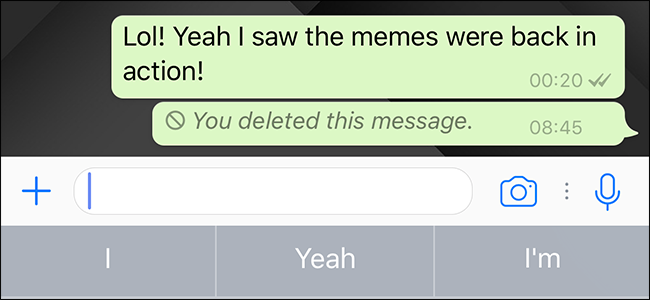 Lol! Yeah I saw the memes were back in
action!
00:20
You deleted this message.
08:45
I
Yeah
I'm